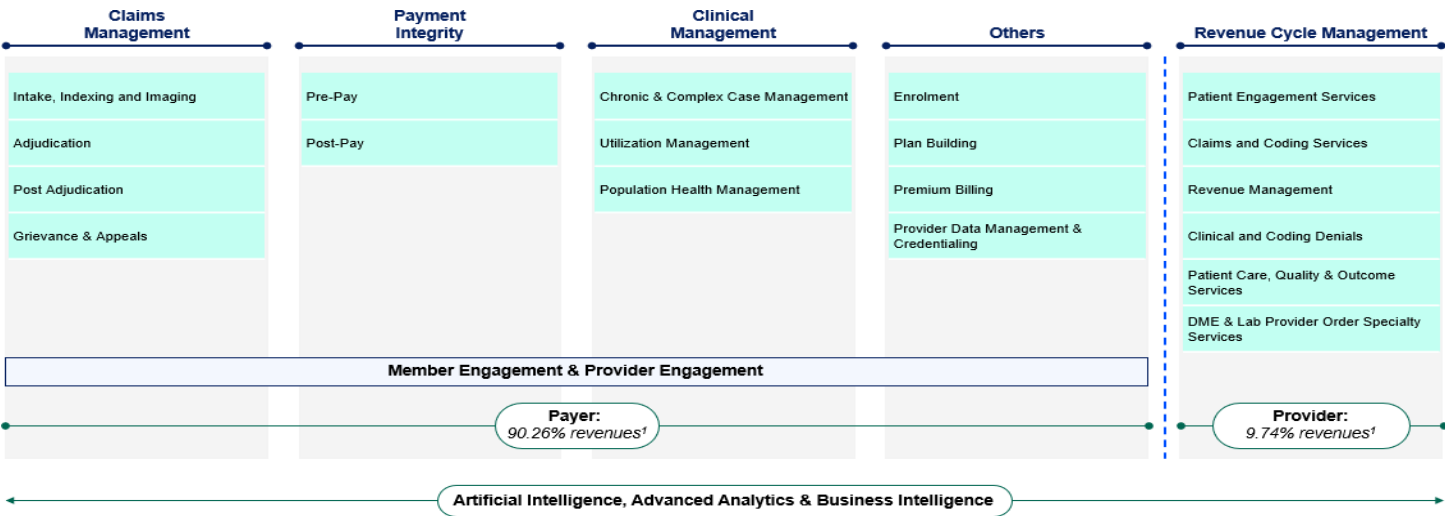 Claims
Management
Payment
Integrity
Clinical
Management
Others
Revenue Cycle Management
Intake, Indexing and Imaging
Adjudication
Post Adjudication
Grievance & Appeals
Pre-Pay
Post-Pay
Chronic & Complex Case Management
Utilization Management
Population Health Management
Enrolment
Plan Building
Premium Billing
Provider Data Management &
Credentialing
Patient Engagement Services
Claims and Coding Services
Revenue Management
Clinical and Coding Denials
Patient Care, Quality & Outcome
Services
DME & Lab Provider Order Specialty
Services
Member Engagement & Provider Engagement
Payer:
90.26% revenues¹
Provider:
9.74% revenues¹
Artificial Intelligence, Advanced Analytics & Business Intelligence